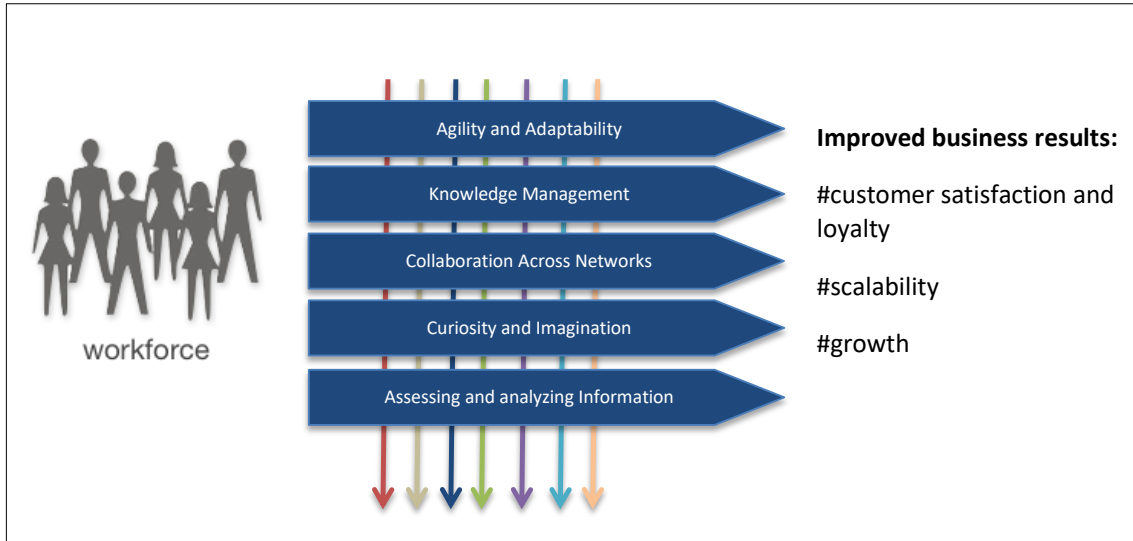 workforce
Agility and Adaptability
Knowledge Management
Collaboration Across Networks
Curiosity and Imagination
Assessing and analyzing Information
Improved business results:
#customer satisfaction and
loyalty
#scalability
#growth